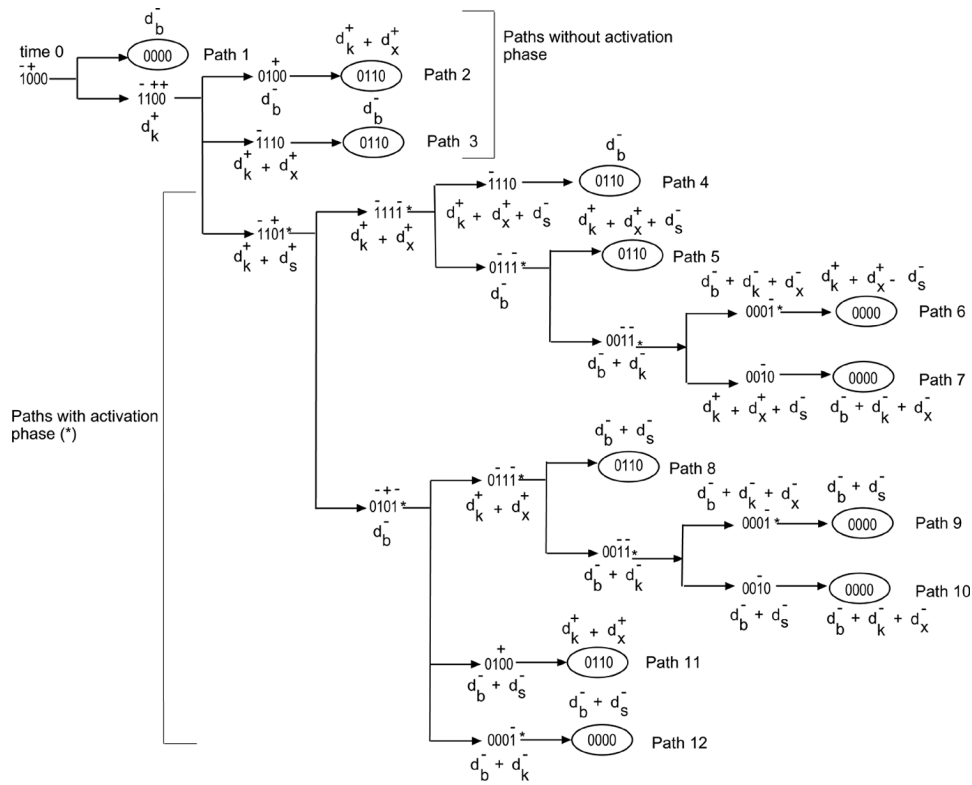 time 0
- +
1000
d_b^-
0000
Path 1
- + +
1100
d_k^+
+
0100
d_b^-
d_k^+ + d_x^+
0110
Path 2
-
1110
d_k^+ + d_x^+
d_b^-
0110
Path 3
Paths without activation
phase
- +
1101*
d_k^+ + d_s^+
- -
1111*
d_k^+ + d_x^+
-
1110
d_k^+ + d_x^+ + d_s^-
d_b^-
0110
Path 4
- -
0111*
d_b^-
d_k^+ + d_x^+ + d_s^-
0110
Path 5
- -
0011*
d_b^- + d_k^-
d_b^- + d_k^- + d_x^-
-
0001*
d_k^+ + d_x^+ - d_s^-
0000
Path 6
-
0010
d_k^+ + d_x^+ + d_s^-
0000
d_b^- + d_k^- + d_x^-
Path 7
Paths with activation
phase (*)
- + -
0101*
d_b^-
- -
0111*
d_k^+ + d_x^+
d_b^- + d_s^-
0110
Path 8
- -
0011*
d_b^- + d_k^-
d_b^- + d_k^- + d_x^-
-
0001*
d_b^- + d_s^-
0000
Path 9
-
0010
d_b^- + d_s^-
0000
d_b^- + d_k^- + d_x^-
Path 10
+
0100
d_b^- + d_s^-
d_k^+ + d_x^+
0110
Path 11
-
0001*
d_b^- + d_k^-
d_b^- + d_s^-
0000
Path 12